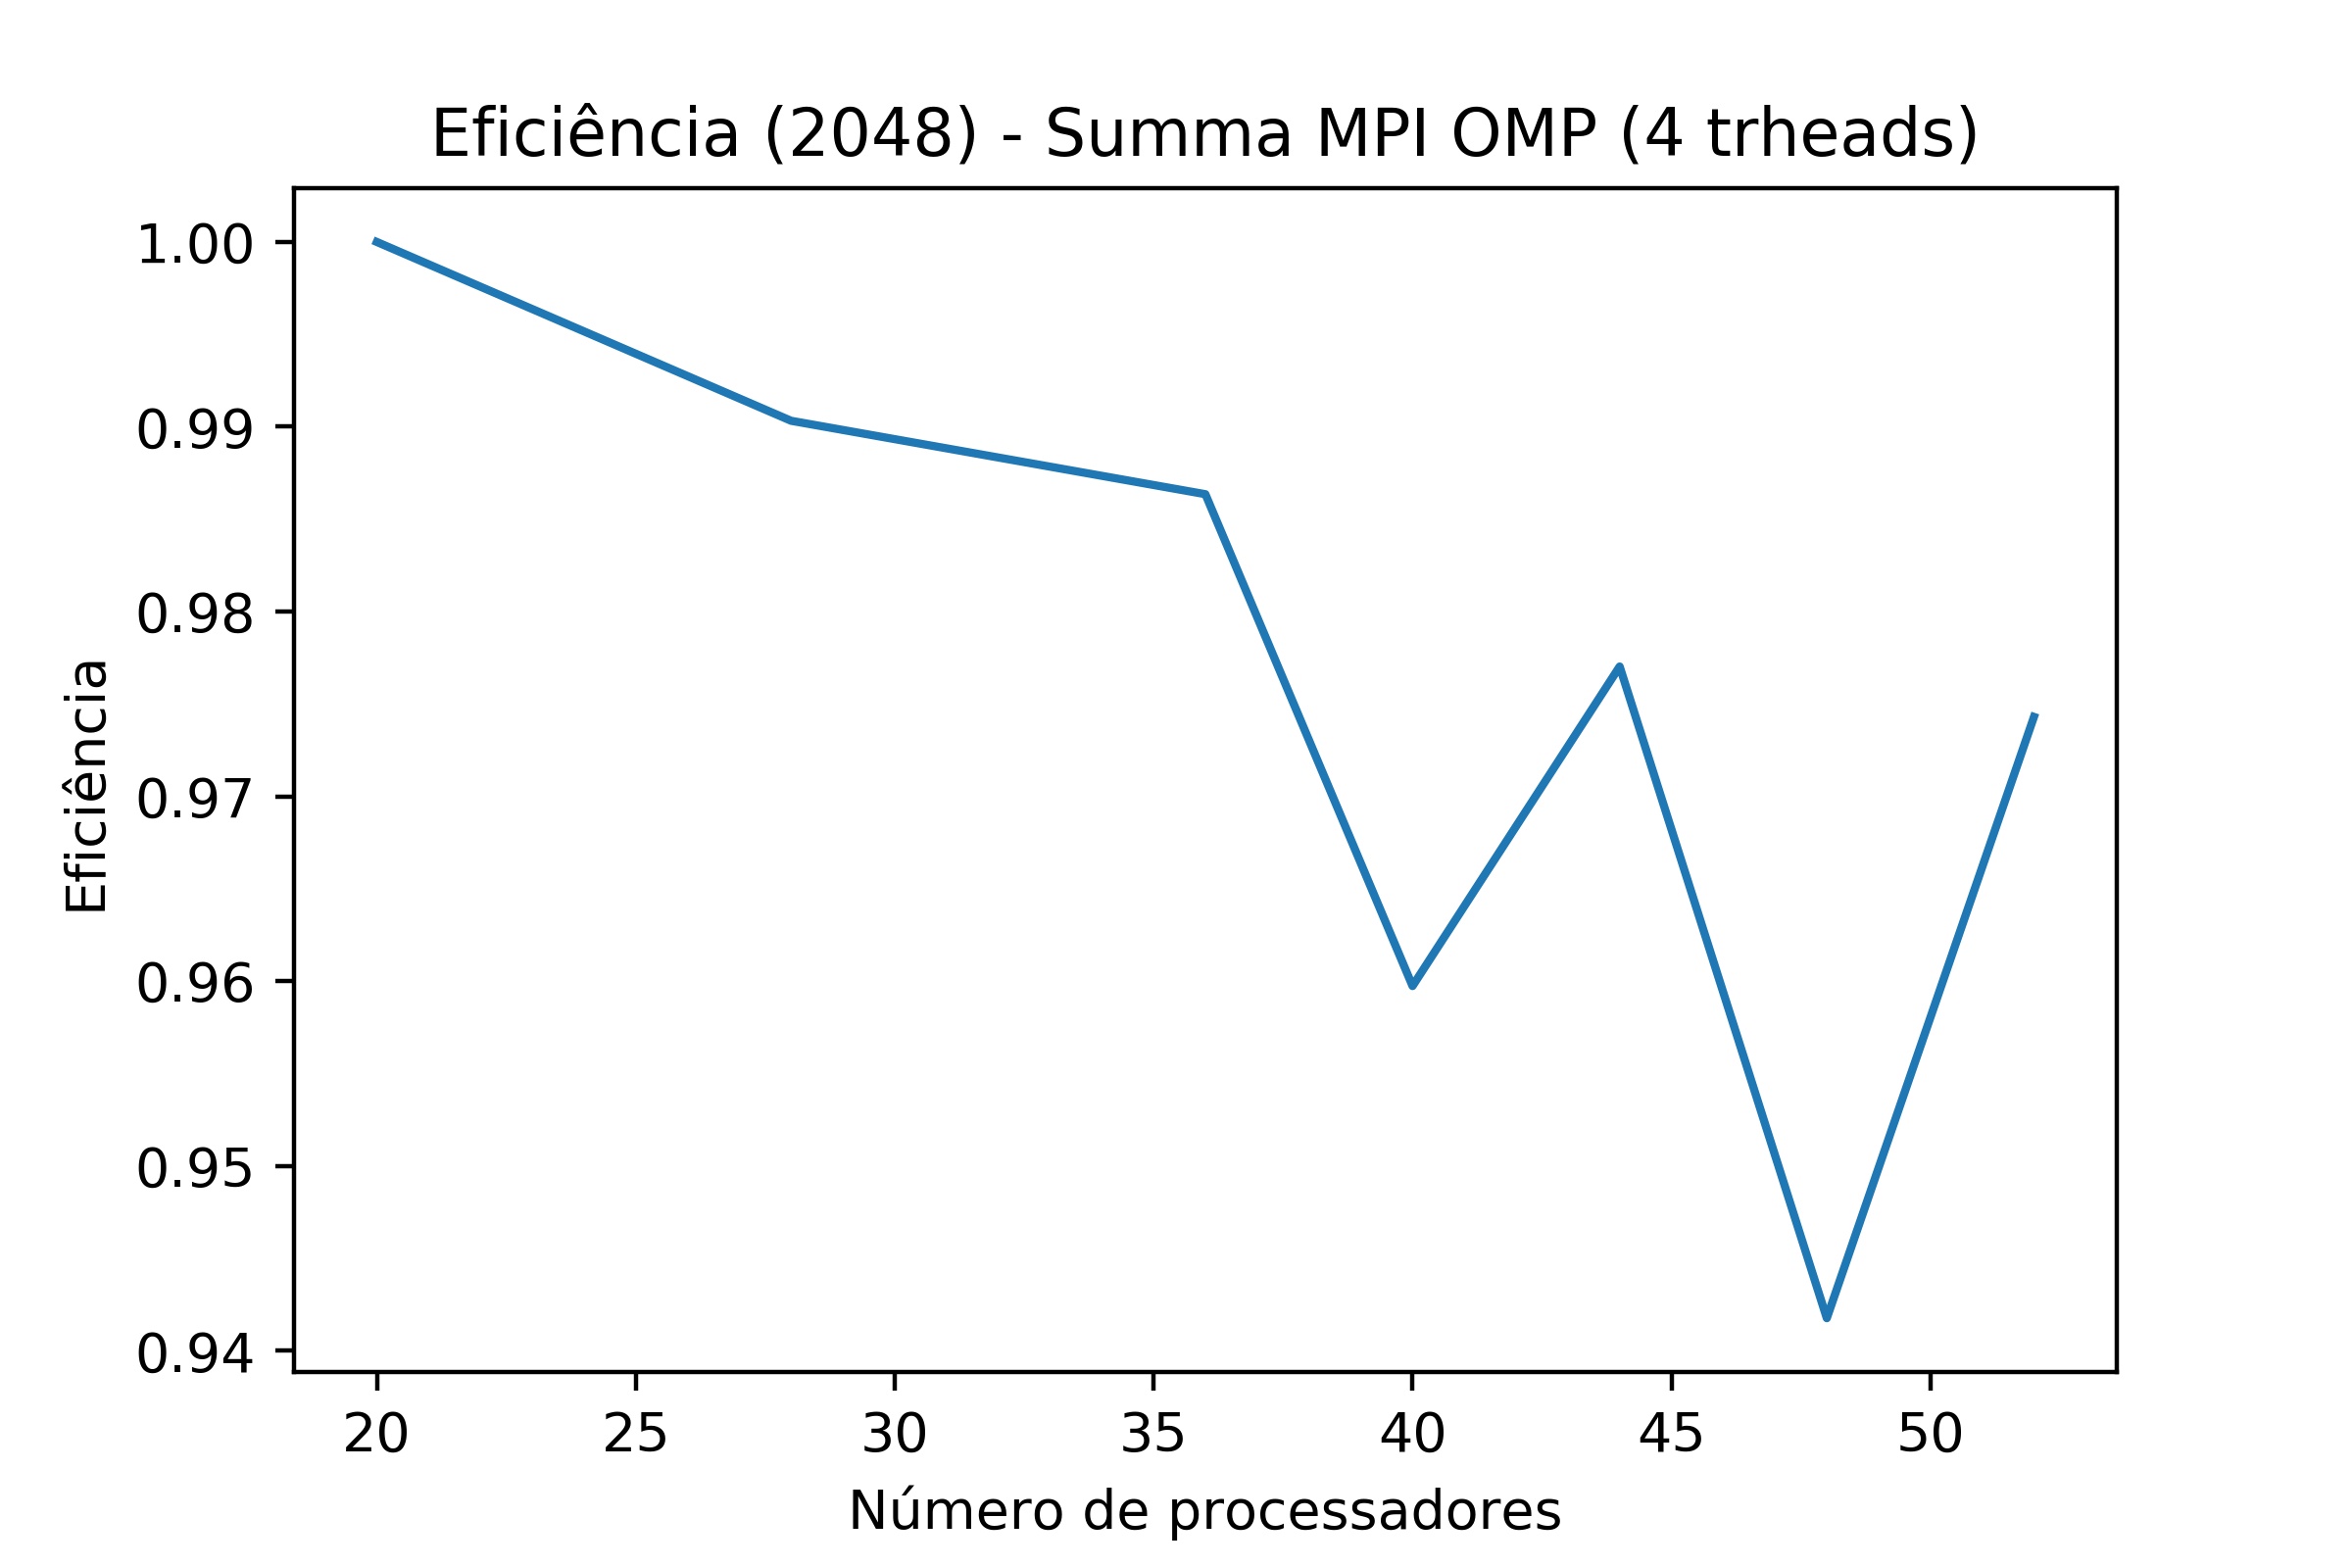 Eficiência (2048) - Summa MPI OMP (4 trheads)
1.00
0.99
0.98
0.97
0.96
0.95
0.94
Eficiência
20 25 30 35 40 45 50
Número de processadores